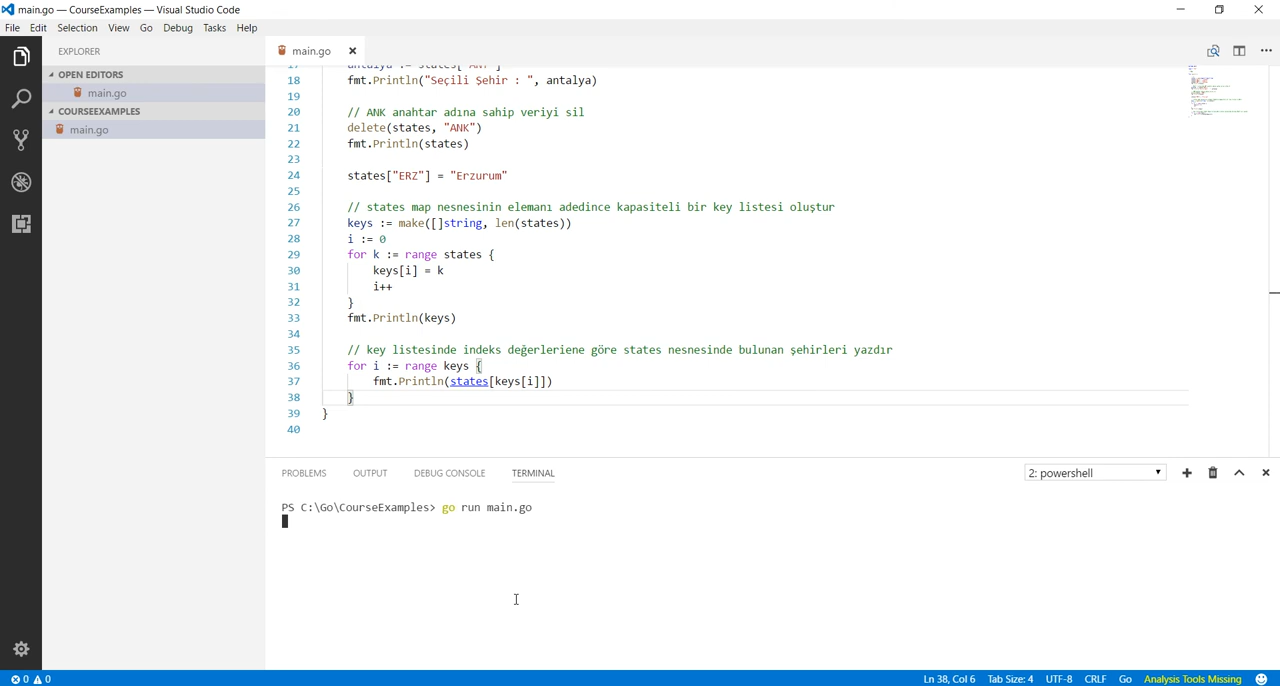 main.go — CourseExamples — Visual Studio Code
File Edit Selection View Go Debug Tasks Help
EXPLORER
main.go
OPEN EDITORS
main.go
COURSEEXAMPLES
main.go
18 fmt.Println("Seçili Şehir : ", antalya)
19
20 // ANK anahtar adına sahip veriyi sil
21 delete(states, "ANK")
22 fmt.Println(states)
23
24 states["ERZ"] = "Erzurum"
25
26 // states map nesnesinin elemanı adedince kapasiteli bir key listesi oluştur
27 keys := make([]string, len(states))
28 i := 0
29 for k := range states {
30 keys[i] = k
31 i++
32 }
33 fmt.Println(keys)
34
35 // key listesinde indeks değerleriene göre states nesnesinde bulunan şehirleri yazdır
36 for i := range keys {
37 fmt.Println(states[keys[i]])
38 }
39 }
40
PROBLEMS OUTPUT DEBUG CONSOLE TERMINAL 2: powershell
PS C:\Go\CourseExamples> go run main.go
0 0 Ln 38, Col 6 Tab Size: 4 UTF-8 CRLF Go Analysis Tools Missing